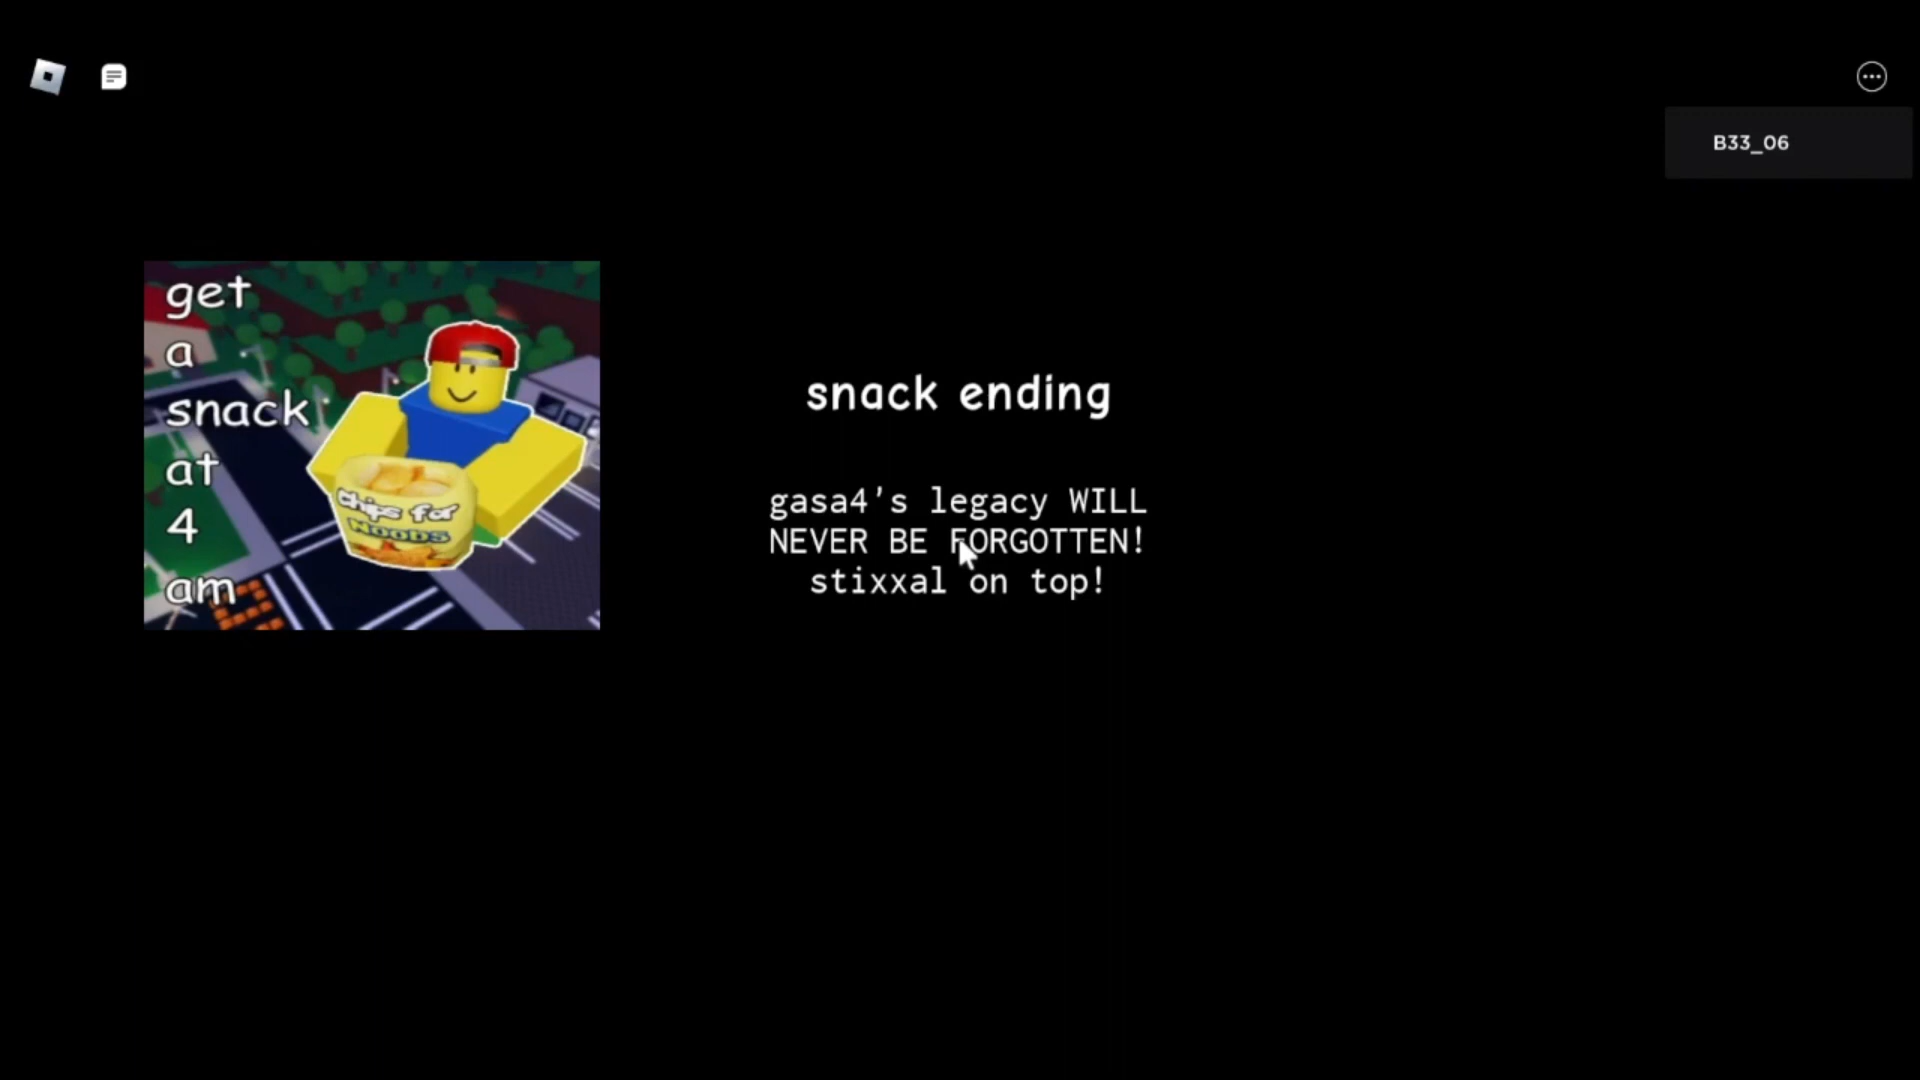 B33_06
get
a
snack
at
4
am
Chips for
NOOBS
snack ending
gasa4's legacy WILL
NEVER BE FORGOTTEN!
stixxal on top!